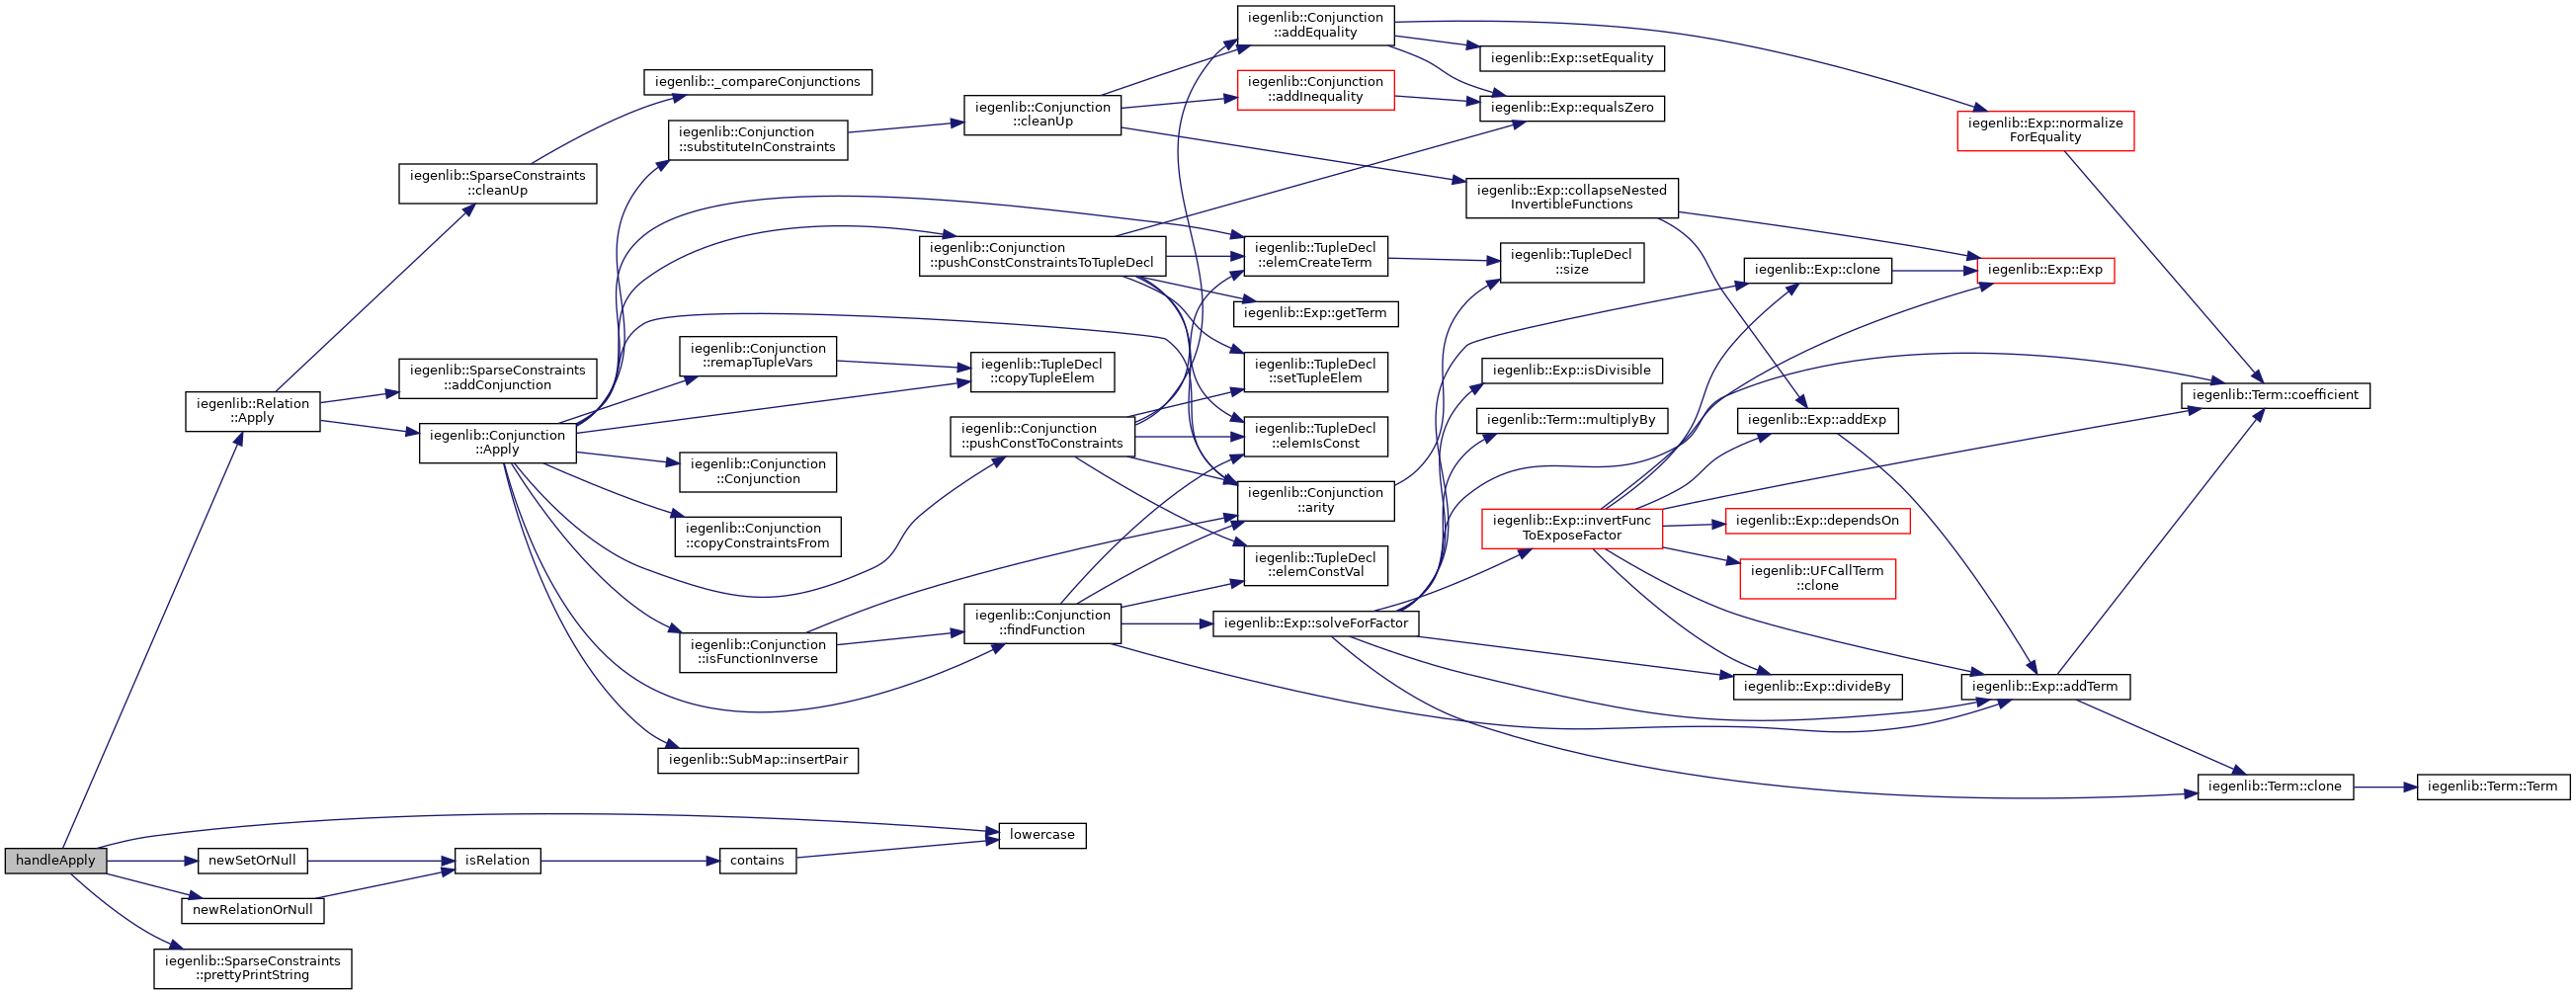 handleApply
iegenlib::Relation
::Apply
iegenlib::SparseConstraints
::cleanUp
iegenlib::_compareConjunctions
iegenlib::SparseConstraints
::addConjunction
iegenlib::Conjunction
::Apply
iegenlib::Conjunction
::substituteInConstraints
iegenlib::Conjunction
::cleanUp
iegenlib::Conjunction
::addEquality
iegenlib::Exp::setEquality
iegenlib::Conjunction
::addInequality
iegenlib::Exp::equalsZero
iegenlib::Exp::normalize
ForEquality
iegenlib::Exp::collapseNested
InvertibleFunctions
iegenlib::Conjunction
::pushConstConstraintsToTupleDecl
iegenlib::TupleDecl
::elemCreateTerm
iegenlib::TupleDecl
::size
iegenlib::Exp::clone
iegenlib::Exp::Exp
iegenlib::Exp::getTerm
iegenlib::Conjunction
::remapTupleVars
iegenlib::TupleDecl
::copyTupleElem
iegenlib::TupleDecl
::setTupleElem
iegenlib::Exp::isDivisible
iegenlib::Term::coefficient
iegenlib::Term::multiplyBy
iegenlib::Exp::addExp
iegenlib::Conjunction
::pushConstToConstraints
iegenlib::TupleDecl
::elemIsConst
iegenlib::Conjunction
::Conjunction
iegenlib::Conjunction
::arity
iegenlib::Conjunction
::copyConstraintsFrom
iegenlib::Exp::invertFunc
ToExposeFactor
iegenlib::Exp::dependsOn
iegenlib::TupleDecl
::elemConstVal
iegenlib::UFCallTerm
::clone
iegenlib::Conjunction
::findFunction
iegenlib::Exp::solveForFactor
iegenlib::Conjunction
::isFunctionInverse
iegenlib::Exp::divideBy
iegenlib::Exp::addTerm
iegenlib::SubMap::insertPair
iegenlib::Term::clone
iegenlib::Term::Term
lowercase
newSetOrNull
isRelation
contains
newRelationOrNull
iegenlib::SparseConstraints
::prettyPrintString